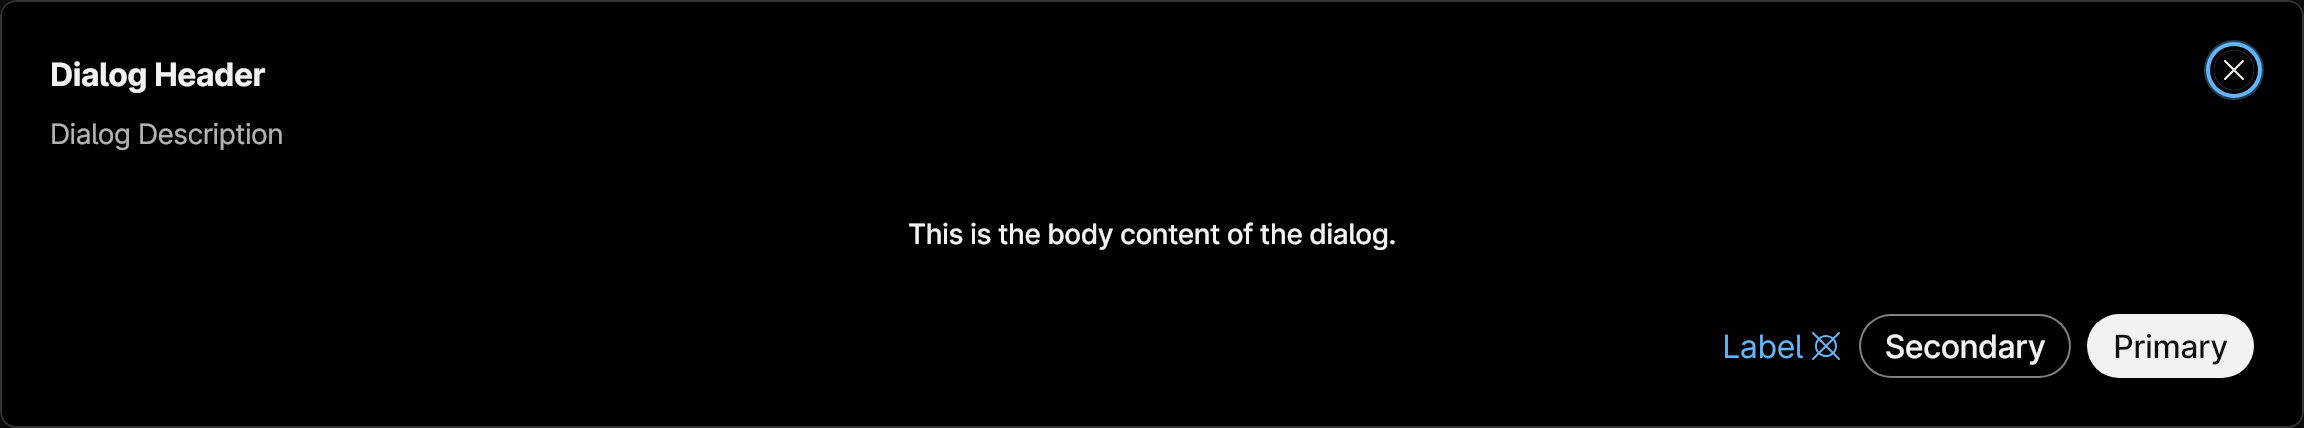 Dialog Header
Dialog Description
This is the body content of the dialog.
Label Secondary Primary